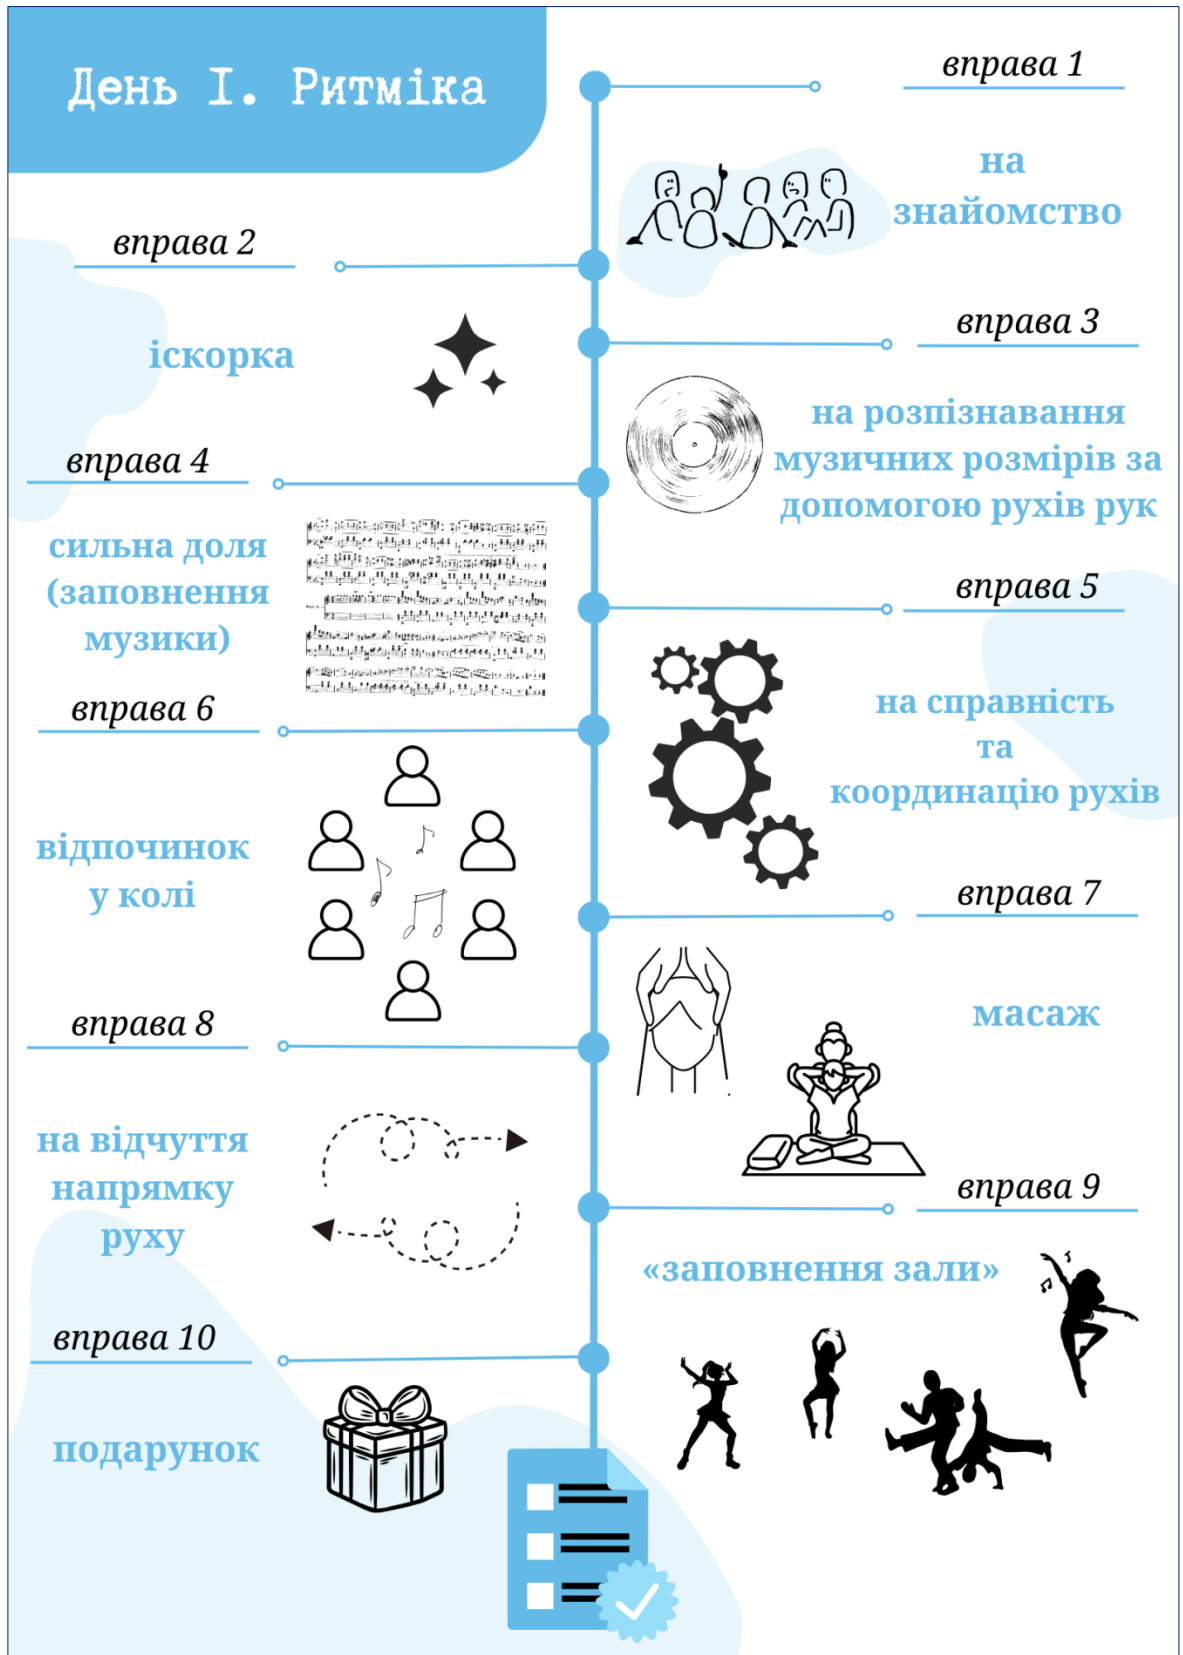 День І. Ритміка
вправа 1
на
знайомство
вправа 2
іскорка
вправа 3
на розпізнавання
музичних розмірів за
допомогою рухів рук
вправа 4
сильна доля
(заповнення
музики)
вправа 5
на справність
та
координацію рухів
вправа 6
відпочинок
у колі
вправа 7
масаж
вправа 8
на відчуття
напрямку
руху
вправа 9
«заповнення зали»
вправа 10
подарунок